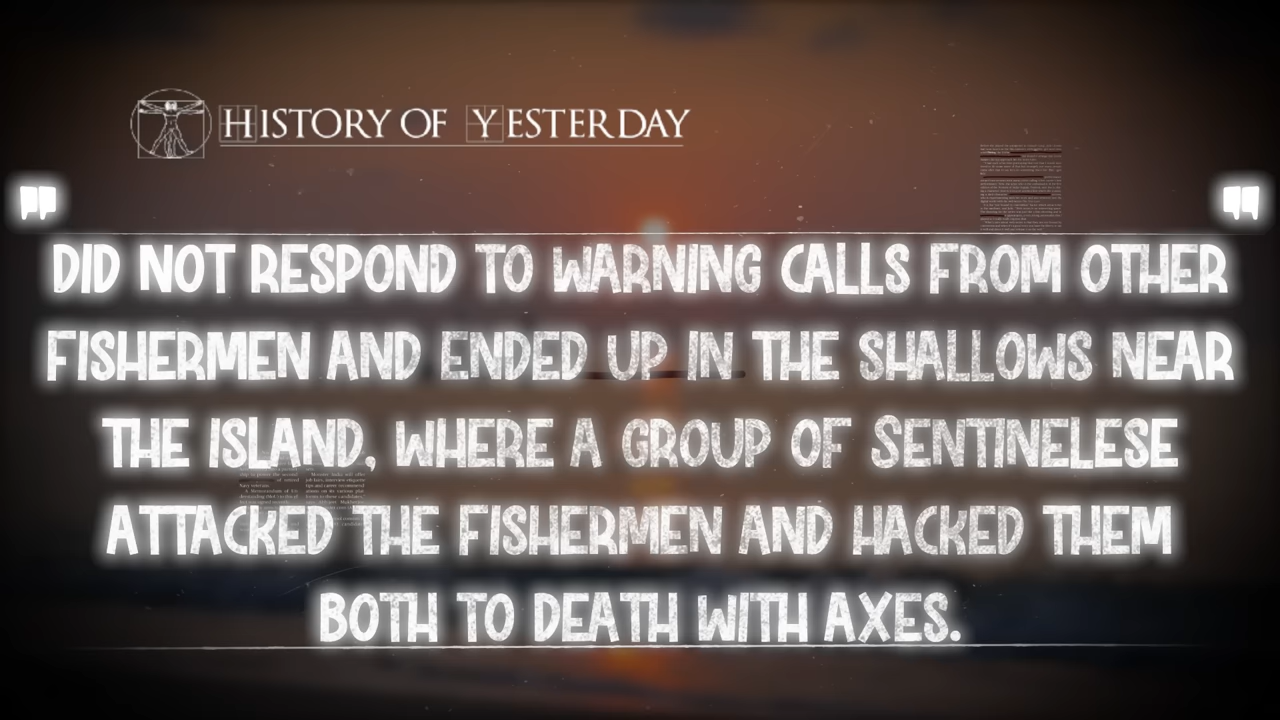 HISTORY OF YESTERDAY
"
"
DID NOT RESPOND TO WARNING CALLS FROM OTHER
FISHERMEN AND ENDED UP IN THE SHALLOWS NEAR
THE ISLAND, WHERE A GROUP OF SENTINELESE
ATTACKED THE FISHERMEN AND HACKED THEM
BOTH TO DEATH WITH AXES.